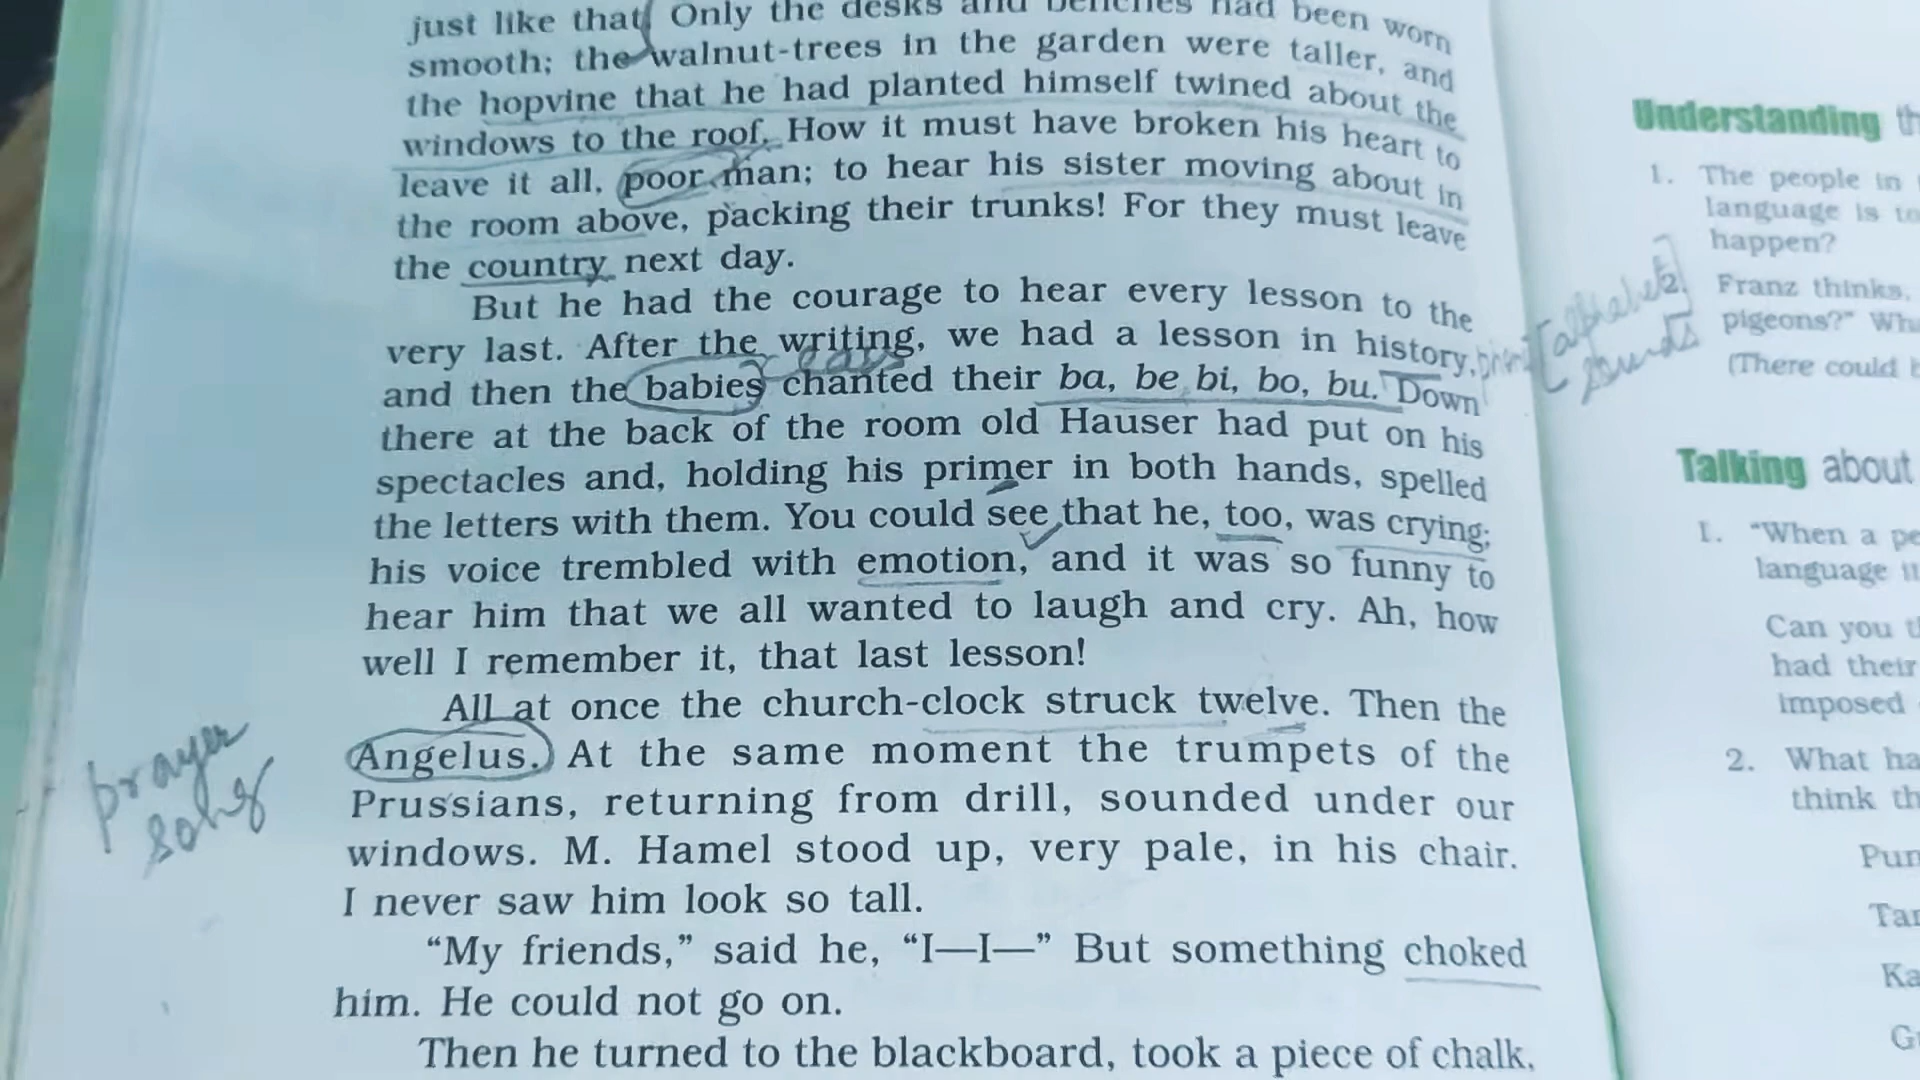 just like that. Only the desks and benches had been worn
smooth; the walnut-trees in the garden were taller, and
the hopvine that he had planted himself twined about the
windows to the roof. How it must have broken his heart to
leave it all, poor man; to hear his sister moving about in
the room above, packing their trunks! For they must leave
the country next day.
But he had the courage to hear every lesson to the
very last. After the writing, we had a lesson in history,
and then the babies chanted their ba, be bi, bo, bu. Down
there at the back of the room old Hauser had put on his
spectacles and, holding his primer in both hands, spelled
the letters with them. You could see that he, too, was crying;
his voice trembled with emotion, and it was so funny to
hear him that we all wanted to laugh and cry. Ah, how
well I remember it, that last lesson!
All at once the church-clock struck twelve. Then the
Angelus. At the same moment the trumpets of the
Prussians, returning from drill, sounded under our
windows. M. Hamel stood up, very pale, in his chair.
I never saw him look so tall.
“My friends,” said he, “I—I—” But something choked
him. He could not go on.
Then he turned to the blackboard, took a piece of chalk,
prayer
song
alphabet
sounds
Understanding
1. The people in
language is to
happen?
2. Franz thinks,
pigeons?”
(There could
Talking about
1. “When a
language
Can you
had their
imposed
2. What
think